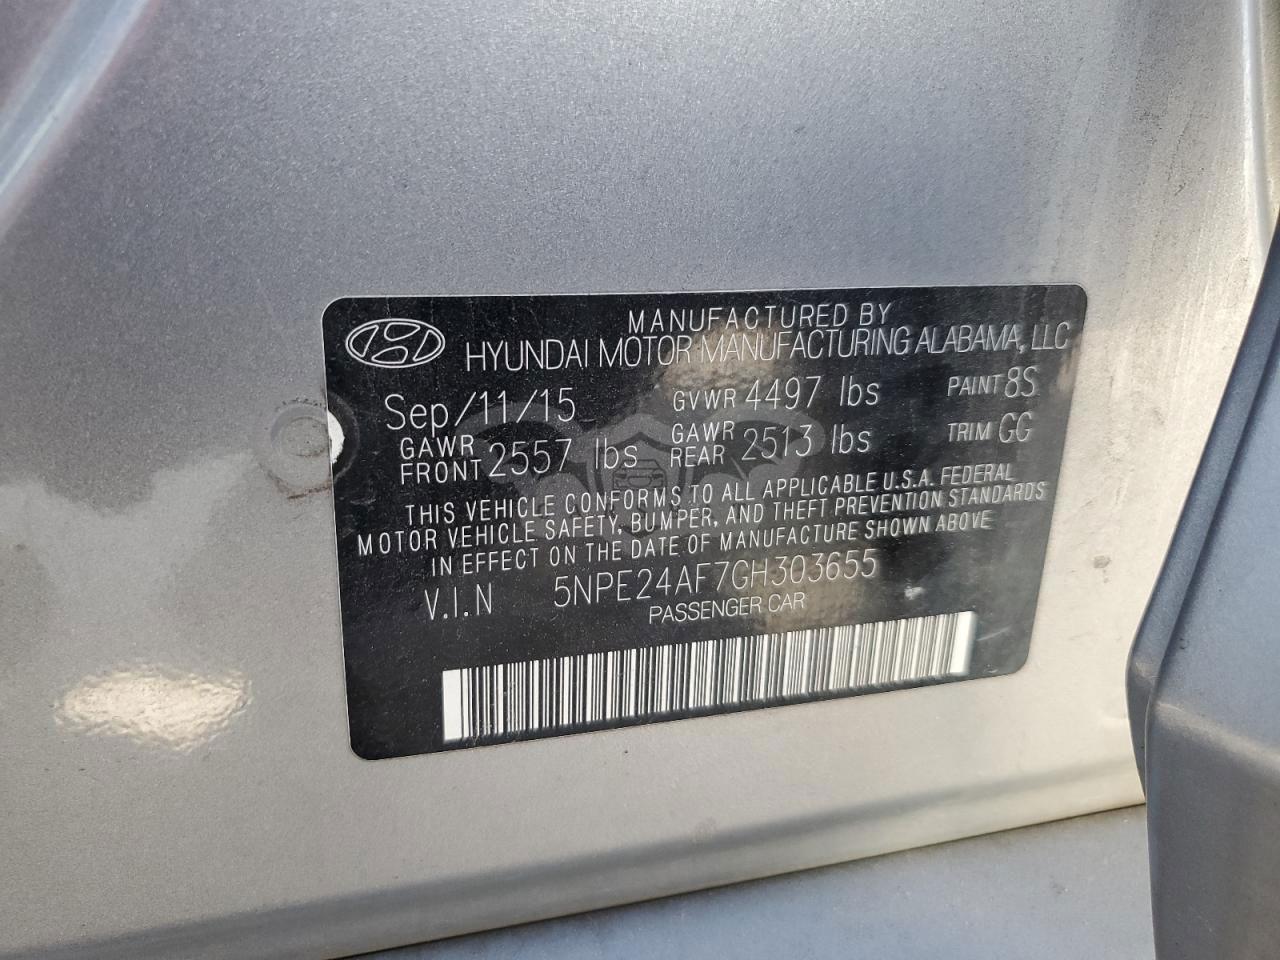 MANUFACTURED BY
HYUNDAI MOTOR MANUFACTURING ALABAMA, LLC
Sep/11/15 GVWR 4497 lbs PAINT 8S
GAWR FRONT 2557 lbs GAWR REAR 2513 lbs TRIM GG
THIS VEHICLE CONFORMS TO ALL APPLICABLE U.S.A. FEDERAL
MOTOR VEHICLE SAFETY, BUMPER, AND THEFT PREVENTION STANDARDS
IN EFFECT ON THE DATE OF MANUFACTURE SHOWN ABOVE
V.I.N 5NPE24AF7GH303655
PASSENGER CAR